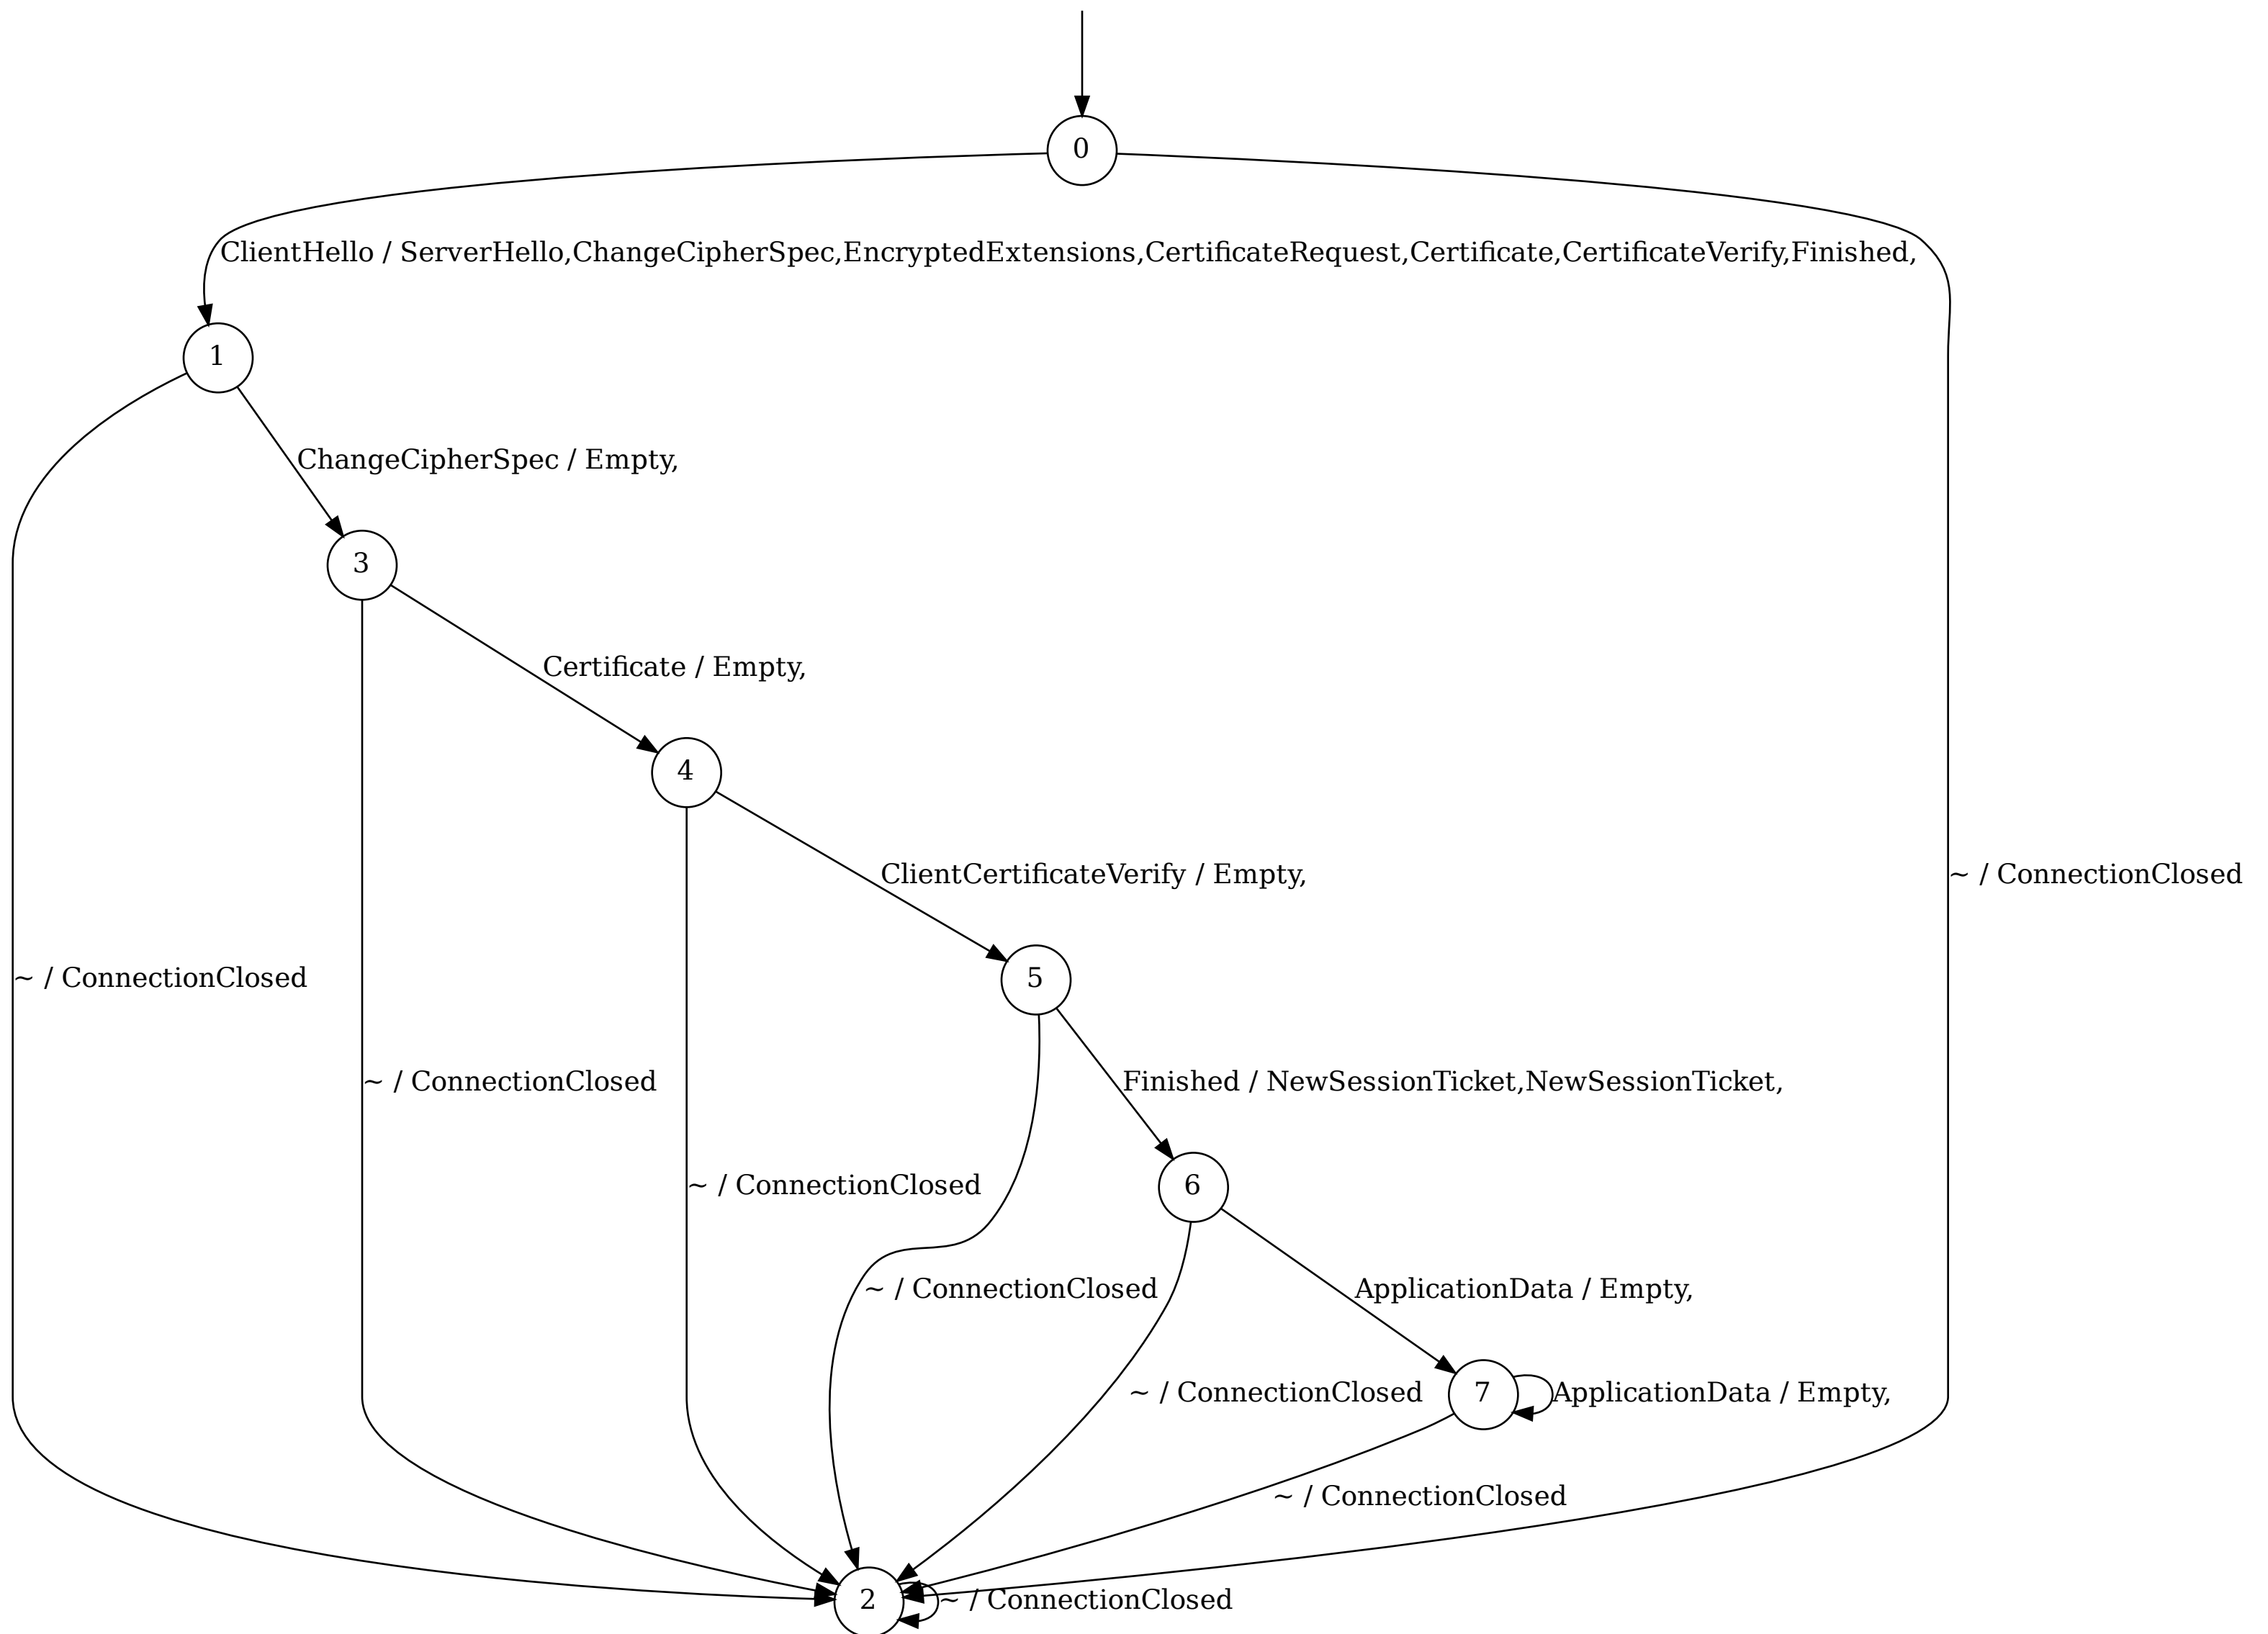 0
ClientHello / ServerHello,ChangeCipherSpec,EncryptedExtensions,CertificateRequest,Certificate,CertificateVerify,Finished,
1
ChangeCipherSpec / Empty,
3
Certificate / Empty,
4
ClientCertificateVerify / Empty,
~ / ConnectionClosed
~ / ConnectionClosed
5
~ / ConnectionClosed
Finished / NewSessionTicket,NewSessionTicket,
~ / ConnectionClosed
6
~ / ConnectionClosed
ApplicationData / Empty,
~ / ConnectionClosed
7
ApplicationData / Empty,
~ / ConnectionClosed
2
~ / ConnectionClosed